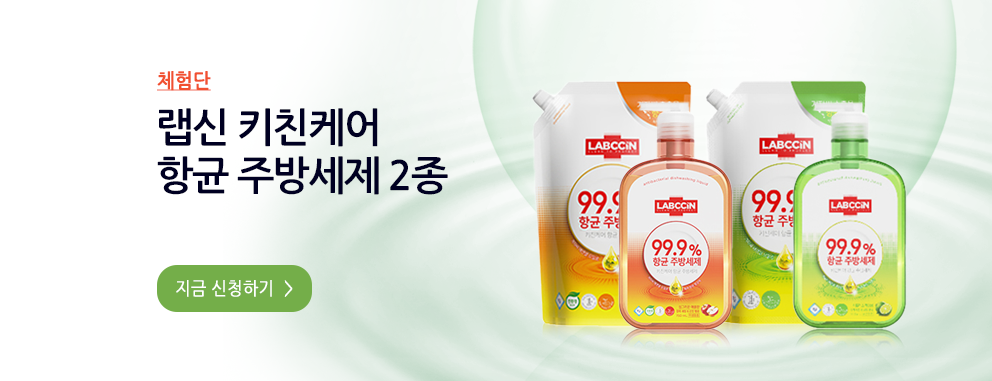 체험단
랩신 키친케어
항균 주방세제 2종
지금 신청하기
LABCCiN
99.9
항균 주방
LABCCiN
99.9%
항균 주방세제
LABCCiN
99.9
항균 주방
LABCCiN
99.9%
항균 주방세제